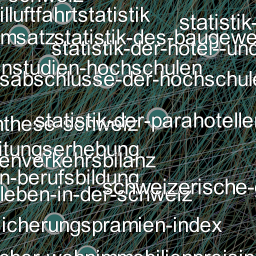 schweiz
illuftfahrtstatistik
statistik-
msatzstatistik-des-baugewe
statistik-der-hotel-und
nstudien-hochschulen
sabschlusse-der-hochschule
these-schweiz
statistik-der-parahoteller
itungserhebung
enverkehrsbilanz
n-berufsbildung
schweizerische-
leben-in-der-schweiz
icherungspramien-index